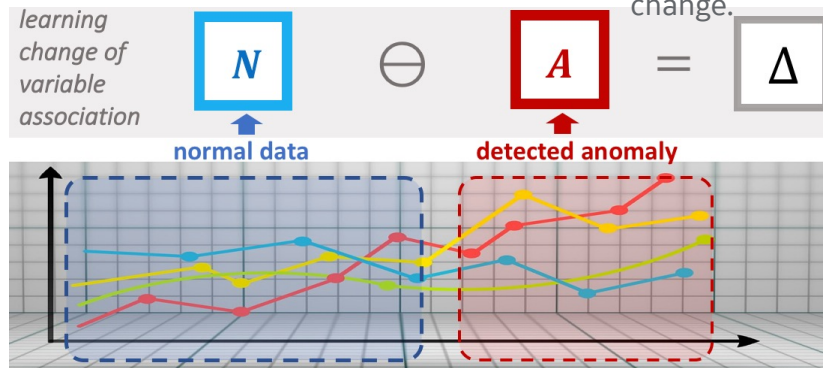 change.
learning
change of
variable
association
N ⊖ A = Δ
normal data
detected anomaly